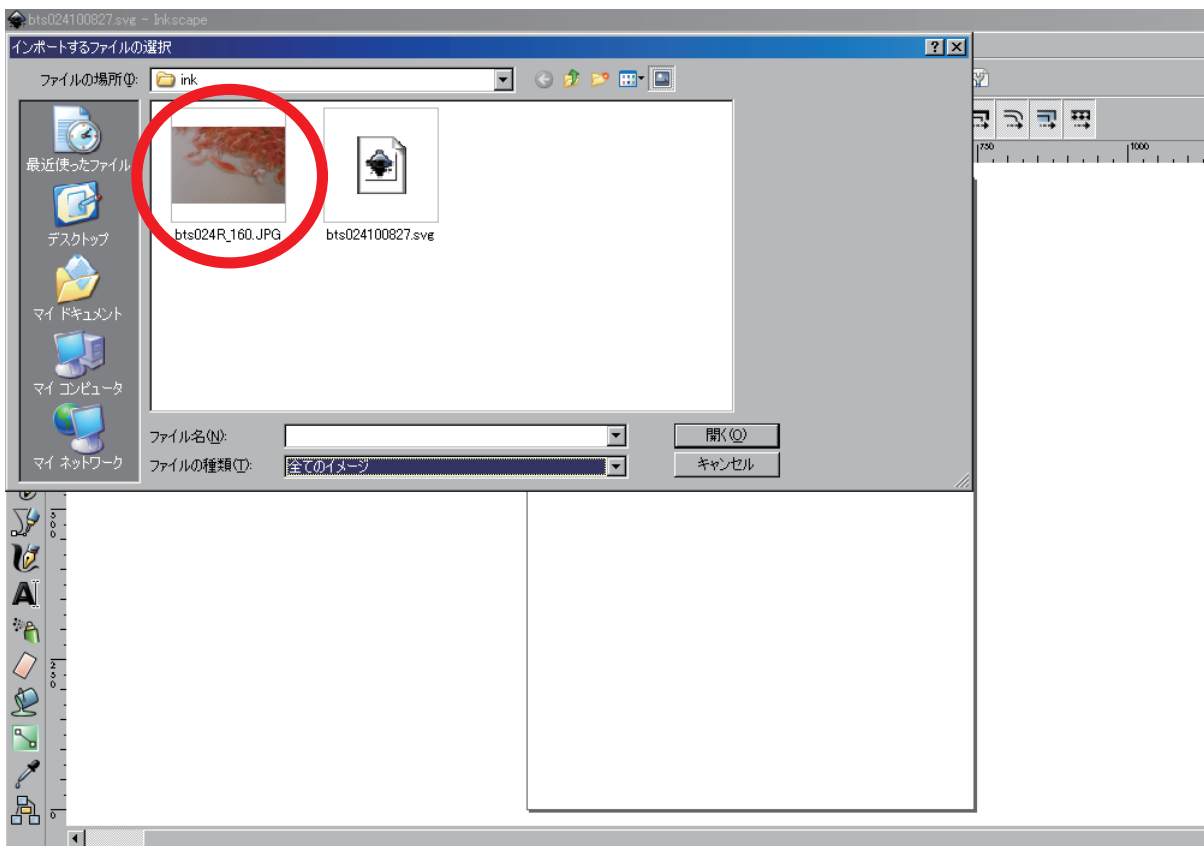 bts024100827.svg - Inkscape
インポートするファイルの選択
ファイルの場所(I):
ink
最近使ったファイル
デスクトップ
マイ ドキュメント
マイ コンピュータ
マイ ネットワーク
bts024R_160.JPG
bts024100827.svg
ファイル名(N):
開く(O)
ファイルの種類(T):
全てのイメージ
キャンセル
750
1000
500
250
0